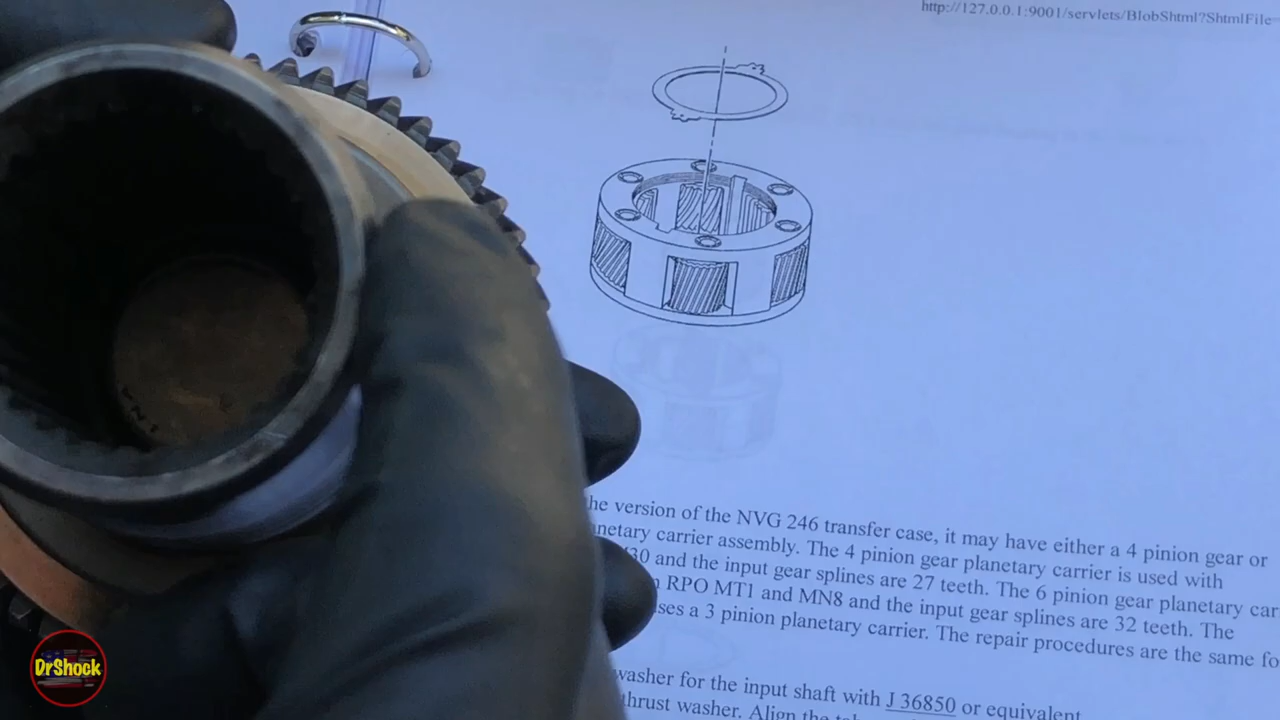 http://127.0.0.1:9001/servlets/BlobShtml?ShtmlFile
he version of the NVG 246 transfer case, it may have either a 4 pinion gear or
netary carrier assembly. The 4 pinion gear planetary carrier is used with
30 and the input gear splines are 27 teeth. The 6 pinion gear planetary car
RPO MT1 and MN8 and the input gear splines are 32 teeth. The
ses a 3 pinion planetary carrier. The repair procedures are the same fo
washer for the input shaft with J 36850 or equivalent
thrust washer. Align the
DrShock